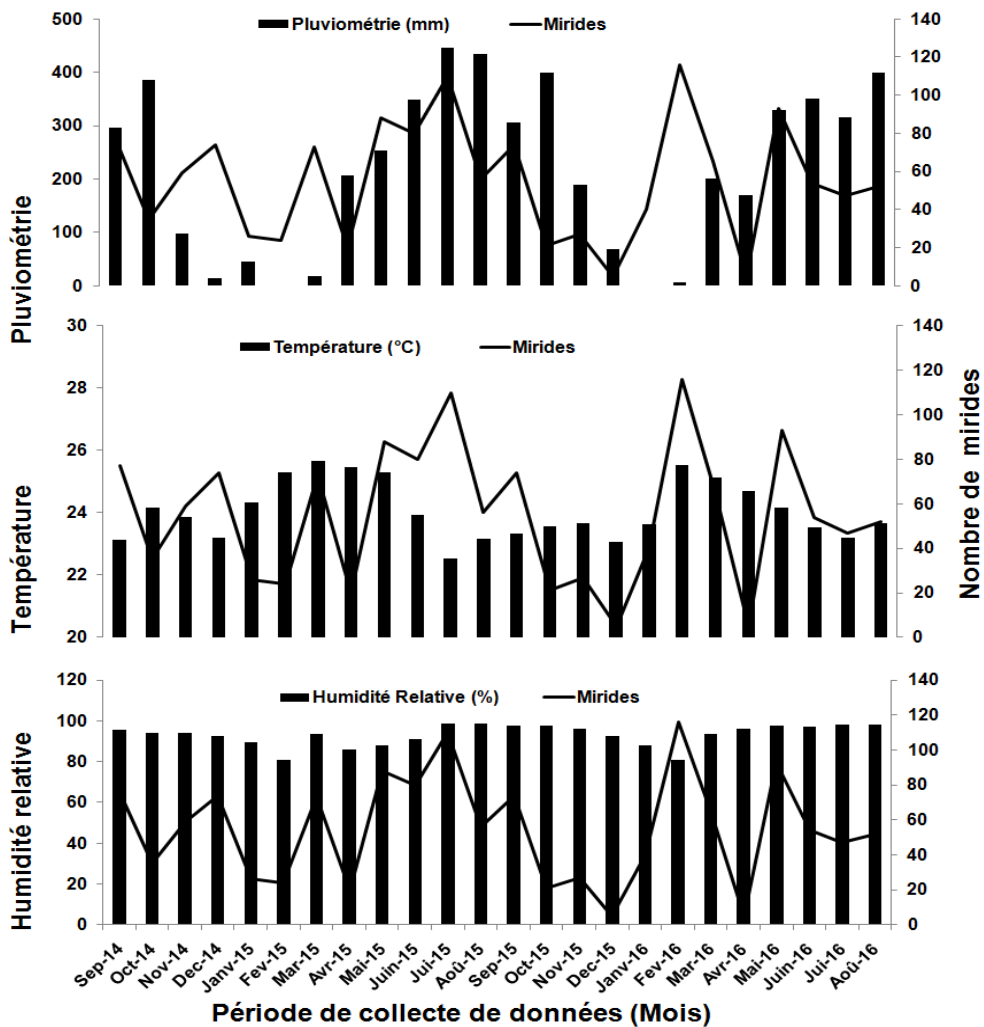 Pluviométrie (mm) Mirides
500
400
300
200
100
0
140
120
100
80
60
40
20
0
Pluviométrie
Température (°C) Mirides
30
28
26
24
22
20
140
120
100
80
60
40
20
0
Température
Nombre de mirides
Humidité Relative (%) Mirides
120
100
80
60
40
20
0
140
120
100
80
60
40
20
0
Humidité relative
Sep-14
Oct-14
Nov-14
Dec-14
Janv-15
Fev-15
Mar-15
Avr-15
Mai-15
Juin-15
Jui-15
Aoû-15
Sep-15
Oct-15
Nov-15
Dec-15
Janv-16
Fev-16
Mar-16
Avr-16
Mai-16
Juin-16
Jui-16
Aoû-16
Période de collecte de données (Mois)